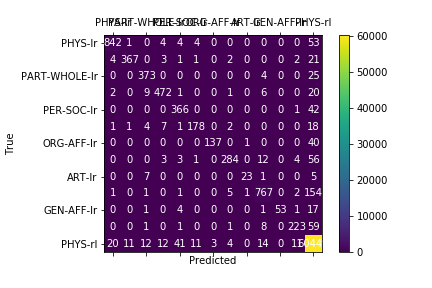 PHYS-lr 842 1 0 4 4 4 0 0 0 0 0 0 53
4 367 0 3 1 1 0 2 0 0 0 2 21
PART-WHOLE-lr 0 0 373 0 0 0 0 0 0 4 0 0 25
2 0 9 472 1 0 0 1 0 6 0 0 20
PER-SOC-lr 0 0 0 0 366 0 0 0 0 0 0 1 42
1 1 4 7 1 178 0 2 0 0 0 0 18
ORG-AFF-lr 0 0 0 0 0 0 137 0 1 0 0 0 40
0 0 0 3 3 1 0 284 0 12 0 4 56
ART-lr 0 0 7 0 0 0 0 0 23 1 0 0 5
1 0 1 0 1 0 0 5 1 767 0 2 154
GEN-AFF-lr 0 0 1 0 4 0 0 0 0 1 53 1 17
0 0 1 0 1 0 0 1 0 8 0 223 59
PHYS-rl 20 11 12 12 41 11 3 4 0 14 0
True
Predicted
60000
50000
40000
30000
20000
10000
0